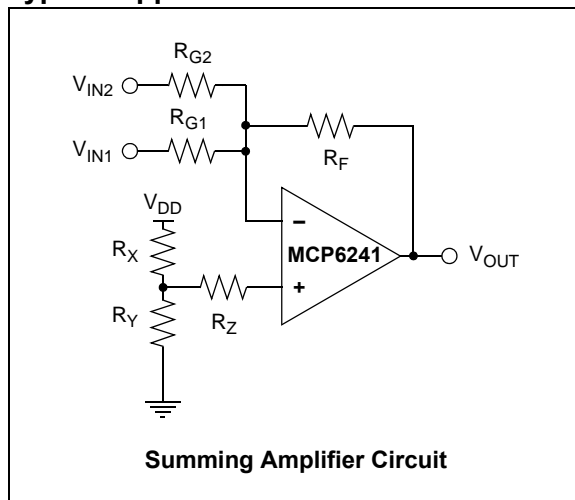 R_G2
V_IN2
R_G1
V_IN1
R_F
V_DD
R_X
−
MCP6241
V_OUT
+
R_Y
R_Z
Summing Amplifier Circuit